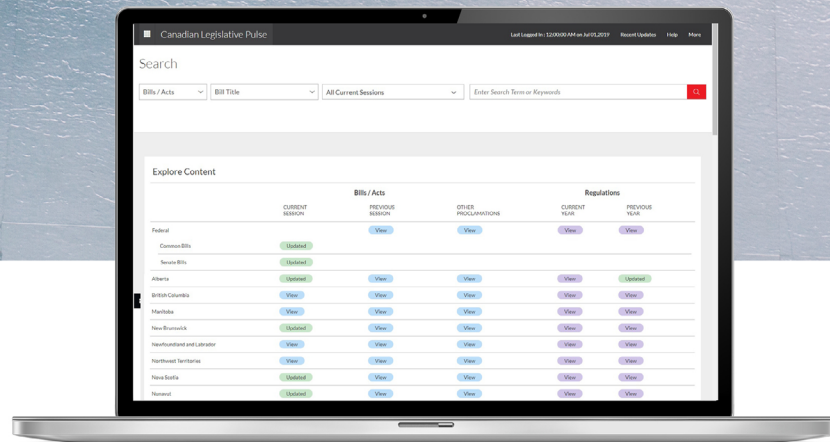 Canadian Legislative Pulse
Last Logged In : 12:00:00 AM on Jul 01,2019 Recent Updates Help More
Search
Bills / Acts Bill Title All Current Sessions Enter Search Term or Keywords
Explore Content
Bills / Acts Regulations
CURRENT SESSION PREVIOUS SESSION OTHER PROCLAMATIONS CURRENT YEAR PREVIOUS YEAR
Federal View View View View
Common Bills Updated
Senate Bills Updated
Alberta Updated View View View Updated
British Columbia View View View View View
Manitoba View View View View View
New Brunswick Updated View View View View
Newfoundland and Labrador View View View View View
Northwest Territories View View View View View
Nova Scotia Updated View View View View
Nunavut Updated View View View View